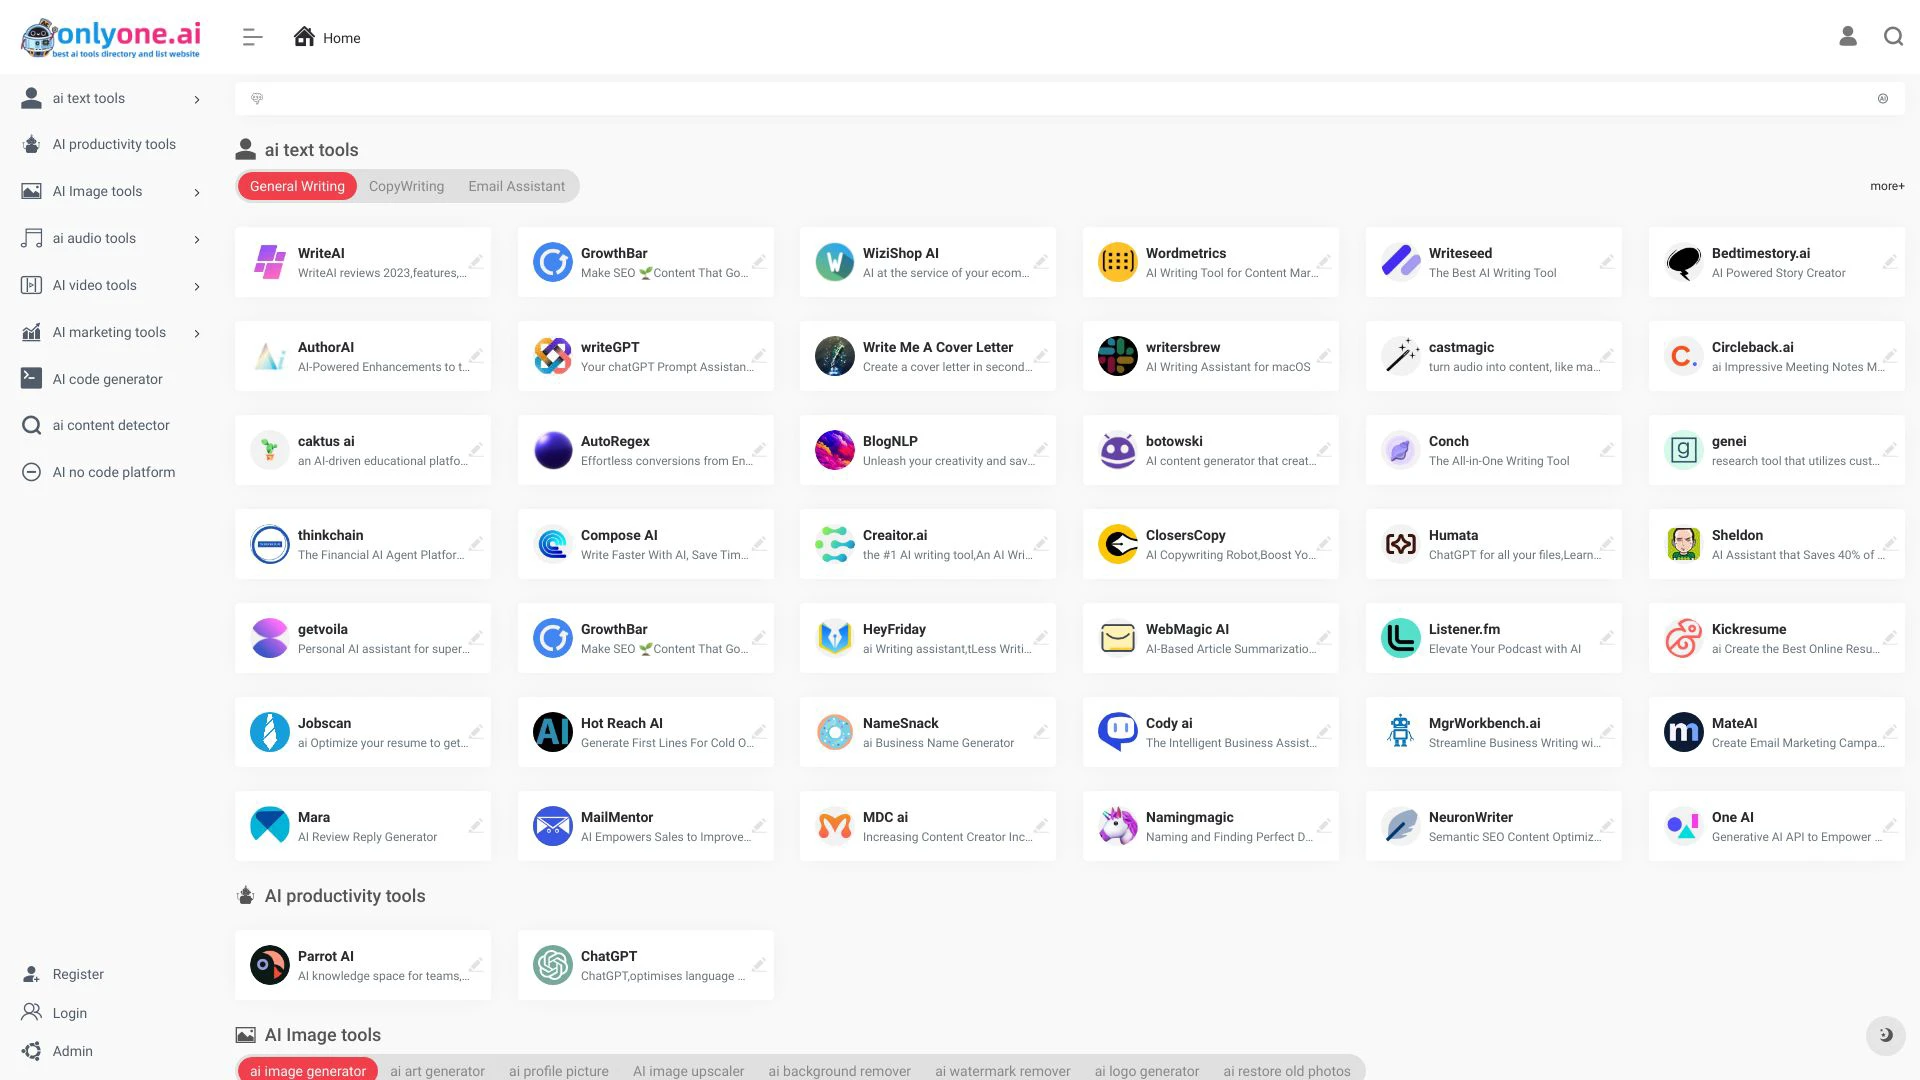 onlyone.ai
best ai tools directory and list website
Home
ai text tools
AI productivity tools
AI Image tools
ai audio tools
AI video tools
AI marketing tools
AI code generator
ai content detector
AI no code platform
Register
Login
Admin
ai text tools
General Writing CopyWriting Email Assistant
more+
WriteAI
WriteAI reviews 2023,features,...
GrowthBar
Make SEO 🌱Content That Go...
WiziShop AI
AI at the service of your ecom...
Wordmetrics
AI Writing Tool for Content Mar...
Writeseed
The Best AI Writing Tool
Bedtimestory.ai
AI Powered Story Creator
AuthorAI
AI-Powered Enhancements to t...
writeGPT
Your chatGPT Prompt Assistan...
Write Me A Cover Letter
Create a cover letter in second...
writersbrew
AI Writing Assistant for macOS
castmagic
turn audio into content, like ma...
Circleback.ai
ai Impressive Meeting Notes M...
caktus ai
an AI-driven educational platfo...
AutoRegex
Effortless conversions from En...
BlogNLP
Unleash your creativity and sav...
botowski
AI content generator that creat...
Conch
The All-in-One Writing Tool
genei
research tool that utilizes cust...
thinkchain
The Financial AI Agent Platfor...
Compose AI
Write Faster With AI, Save Tim...
Creaitor.ai
the #1 AI writing tool,An AI Wri...
ClosersCopy
AI Copywriting Robot,Boost Yo...
Humata
ChatGPT for all your files,Learn...
Sheldon
AI Assistant that Saves 40% of ...
getvoila
Personal AI assistant for super...
GrowthBar
Make SEO 🌱Content That Go...
HeyFriday
ai Writing assistant,tLess Writi...
WebMagic AI
AI-Based Article Summarizatio...
Listener.fm
Elevate Your Podcast with AI
Kickresume
ai Create the Best Online Resu...
Jobscan
ai Optimize your resume to get...
Hot Reach AI
Generate First Lines For Cold O...
NameSnack
ai Business Name Generator
Cody ai
The Intelligent Business Assist...
MgrWorkbench.ai
Streamline Business Writing wi...
MateAI
Create Email Marketing Campa...
Mara
AI Review Reply Generator
MailMentor
AI Empowers Sales to Improve...
MDC ai
Increasing Content Creator Inc...
Namingmagic
Naming and Finding Perfect D...
NeuronWriter
Semantic SEO Content Optimiz...
One AI
Generative AI API to Empower ...
AI productivity tools
Parrot AI
AI knowledge space for teams,...
ChatGPT
ChatGPT,optimises language ...
AI Image tools
ai image generator ai art generator ai profile picture AI image upscaler ai background remover ai watermark remover ai logo generator ai restore old photos